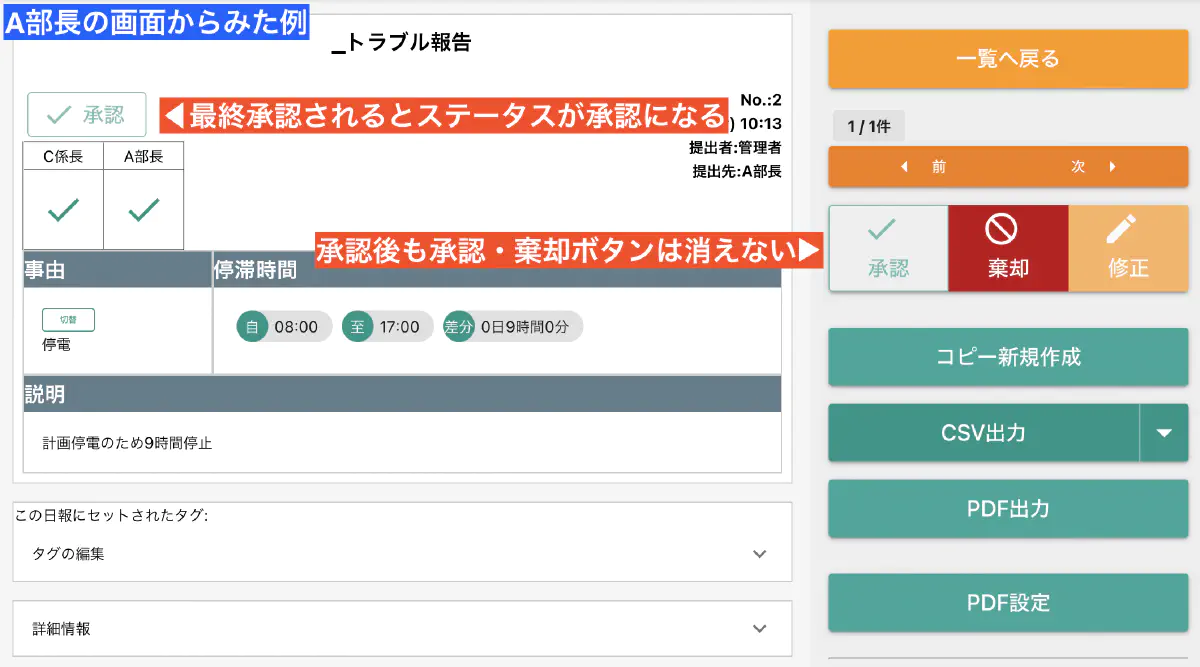 A部長の画面からみた例
_トラブル報告
承認
◀最終承認されるとステータスが承認になる
No.:2
) 10:13
提出者:管理者
提出先:A部長
C係長 A部長
承認後も承認・棄却ボタンは消えない▶
事由 停滞時間
切替
停電
自 08:00 至 17:00 差分 0日9時間0分
説明
計画停電のため9時間停止
この日報にセットされたタグ:
タグの編集
詳細情報
一覧へ戻る
1 / 1件
前 次
承認 棄却 修正
コピー新規作成
CSV出力
PDF出力
PDF設定